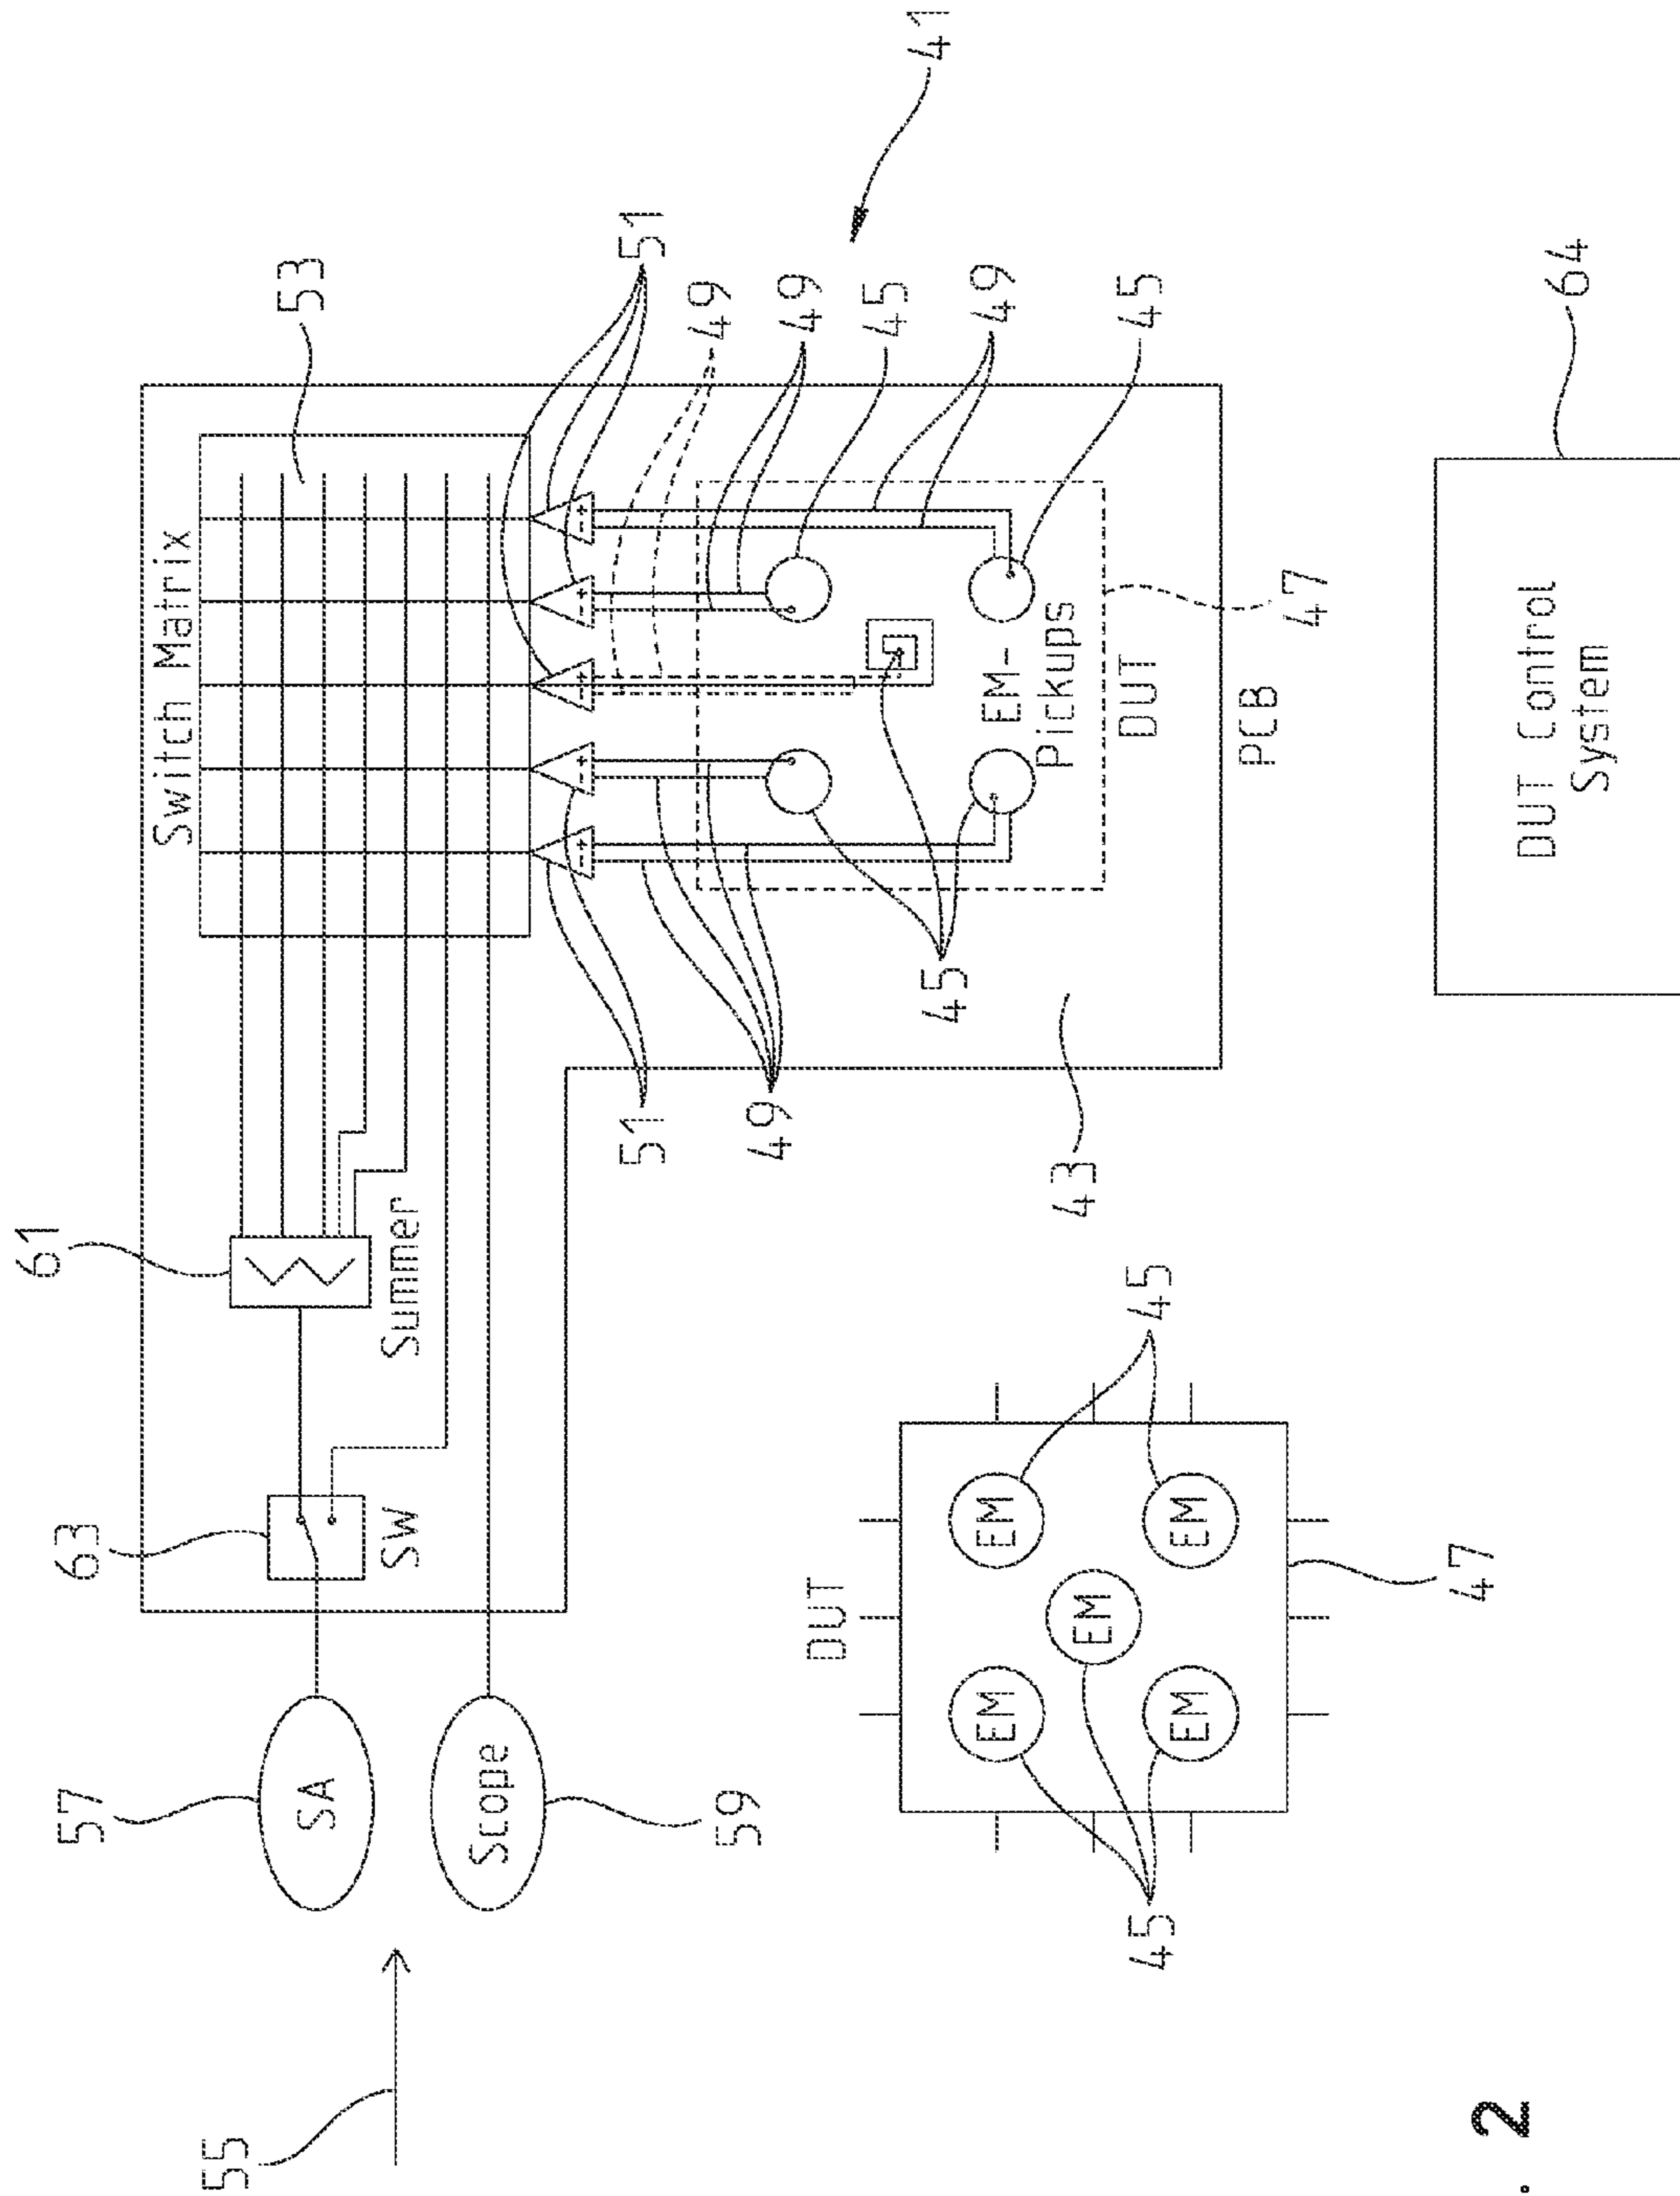 61
57
63
Switch Matrix
55
53
SA
SW
Summer
Scope
51
51
49
59
49
49
DUT
45
41
45
EM
EM
EM-
Pickups
49
43
EM
DUT
45
45
45
EM
EM
PCB
47
47
. 2
DUT Control
System
64